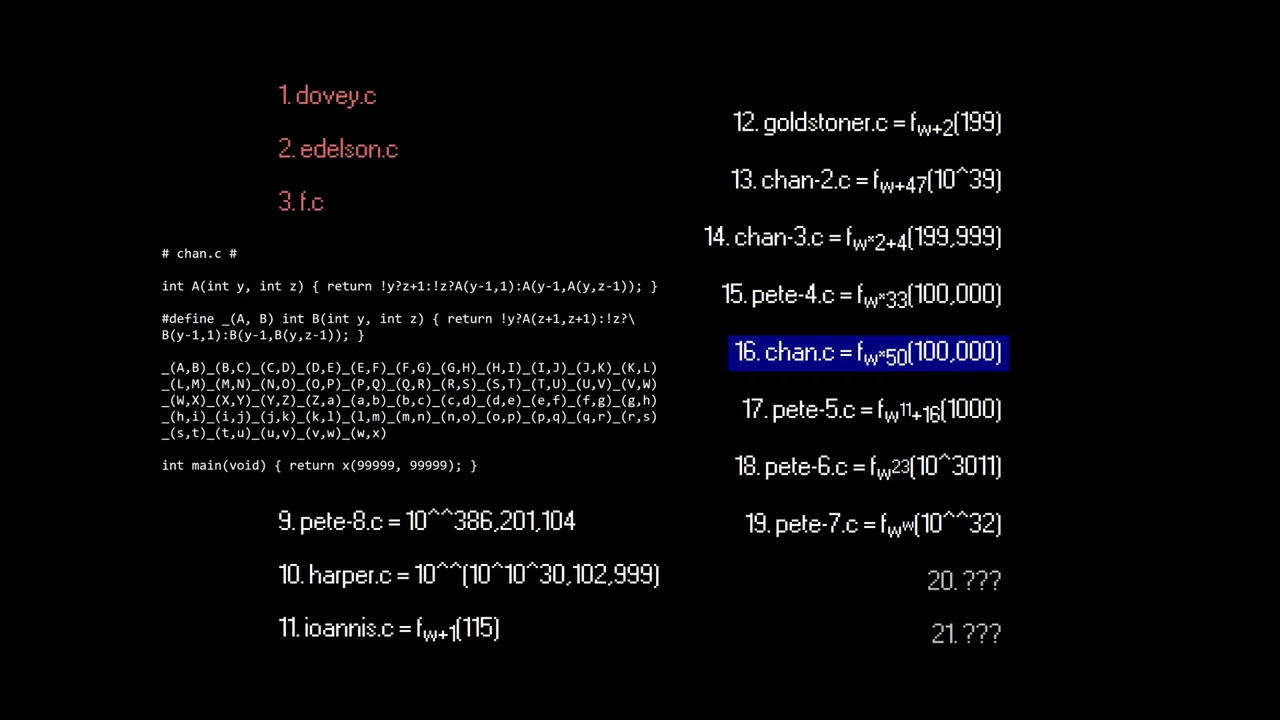 1. dovey.c
2. edelson.c
3. f.c
# chan.c #
int A(int y, int z) { return !y?z+1:!z?A(y-1,1):A(y-1,A(y,z-1)); }
#define _(A, B) int B(int y, int z) { return !y?A(z+1,z+1):!z?\
B(y-1,1):B(y-1,B(y,z-1)); }
_(A,B)_(B,C)_(C,D)_(D,E)_(E,F)_(F,G)_(G,H)_(H,I)_(I,J)_(J,K)_(K,L)
_(L,M)_(M,N)_(N,O)_(O,P)_(P,Q)_(Q,R)_(R,S)_(S,T)_(T,U)_(U,V)_(V,W)
_(W,X)_(X,Y)_(Y,Z)_(Z,a)_(a,b)_(b,c)_(c,d)_(d,e)_(e,f)_(f,g)_(g,h)
_(h,i)_(i,j)_(j,k)_(k,l)_(l,m)_(m,n)_(n,o)_(o,p)_(p,q)_(q,r)_(r,s)
_(s,t)_(t,u)_(u,v)_(v,w)_(w,x)
int main(void) { return x(99999, 99999); }
9. pete-8.c = 10^^386,201,104
10. harper.c = 10^^(10^10^30,102,999)
11. ioannis.c = fw+1(115)
12. goldstoner.c = fw+2(199)
13. chan-2.c = fw+47(10^39)
14. chan-3.c = fw*2+4(199,999)
15. pete-4.c = fw*33(100,000)
16. chan.c = fw*50(100,000)
17. pete-5.c = fw11+16(1000)
18. pete-6.c = fw23(10^3011)
19. pete-7.c = fww(10^^32)
20. ???
21. ???